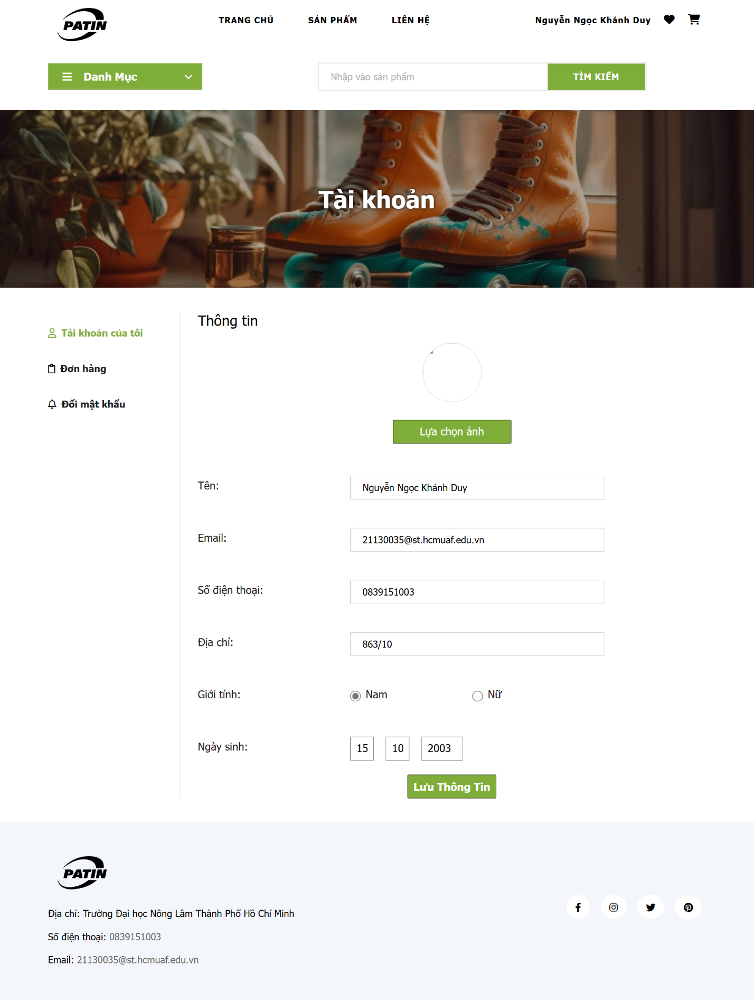 PATIN
TRANG CHỦ
SẢN PHẨM
LIÊN HỆ
Nguyễn Ngọc Khánh Duy
Danh Mục
Nhập vào sản phẩm
TÌM KIẾM
Tài khoản
Tài khoản của tôi
Đơn hàng
Đổi mật khẩu
Thông tin
Lựa chọn ảnh
Tên:
Nguyễn Ngọc Khánh Duy
Email:
21130035@st.hcmuaf.edu.vn
Số điện thoại:
0839151003
Địa chỉ:
863/10
Giới tính:
Nam
Nữ
Ngày sinh:
15
10
2003
Lưu Thông Tin
PATIN
Địa chỉ: Trường Đại học Nông Lâm Thành Phố Hồ Chí Minh
Số điện thoại: 0839151003
Email: 21130035@st.hcmuaf.edu.vn